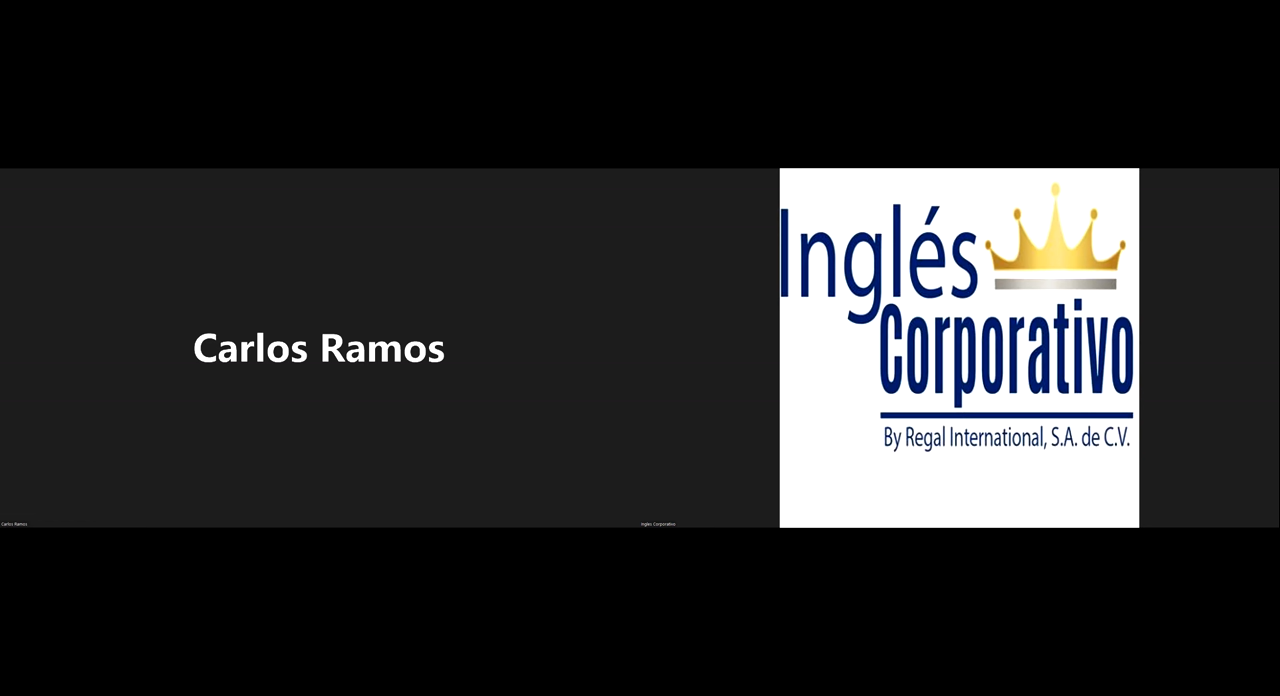 Carlos Ramos
Inglés
Corporativo
By Regal International, S.A. de C.V.
Carlos Ramos
Inglés Corporativo